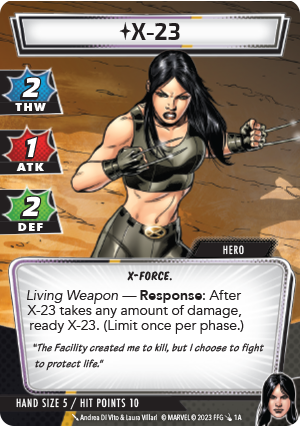 X-23
2
THW
1
ATK
2
DEF
HERO
X-FORCE.
Living Weapon — Response: After
X-23 takes any amount of damage,
ready X-23. (Limit once per phase.)
"The Facility created me to kill, but I choose to fight
to protect life."
HAND SIZE 5 / HIT POINTS 10
Andrea Di Vito & Laura Villari © MARVEL © 2023 FFG 1A